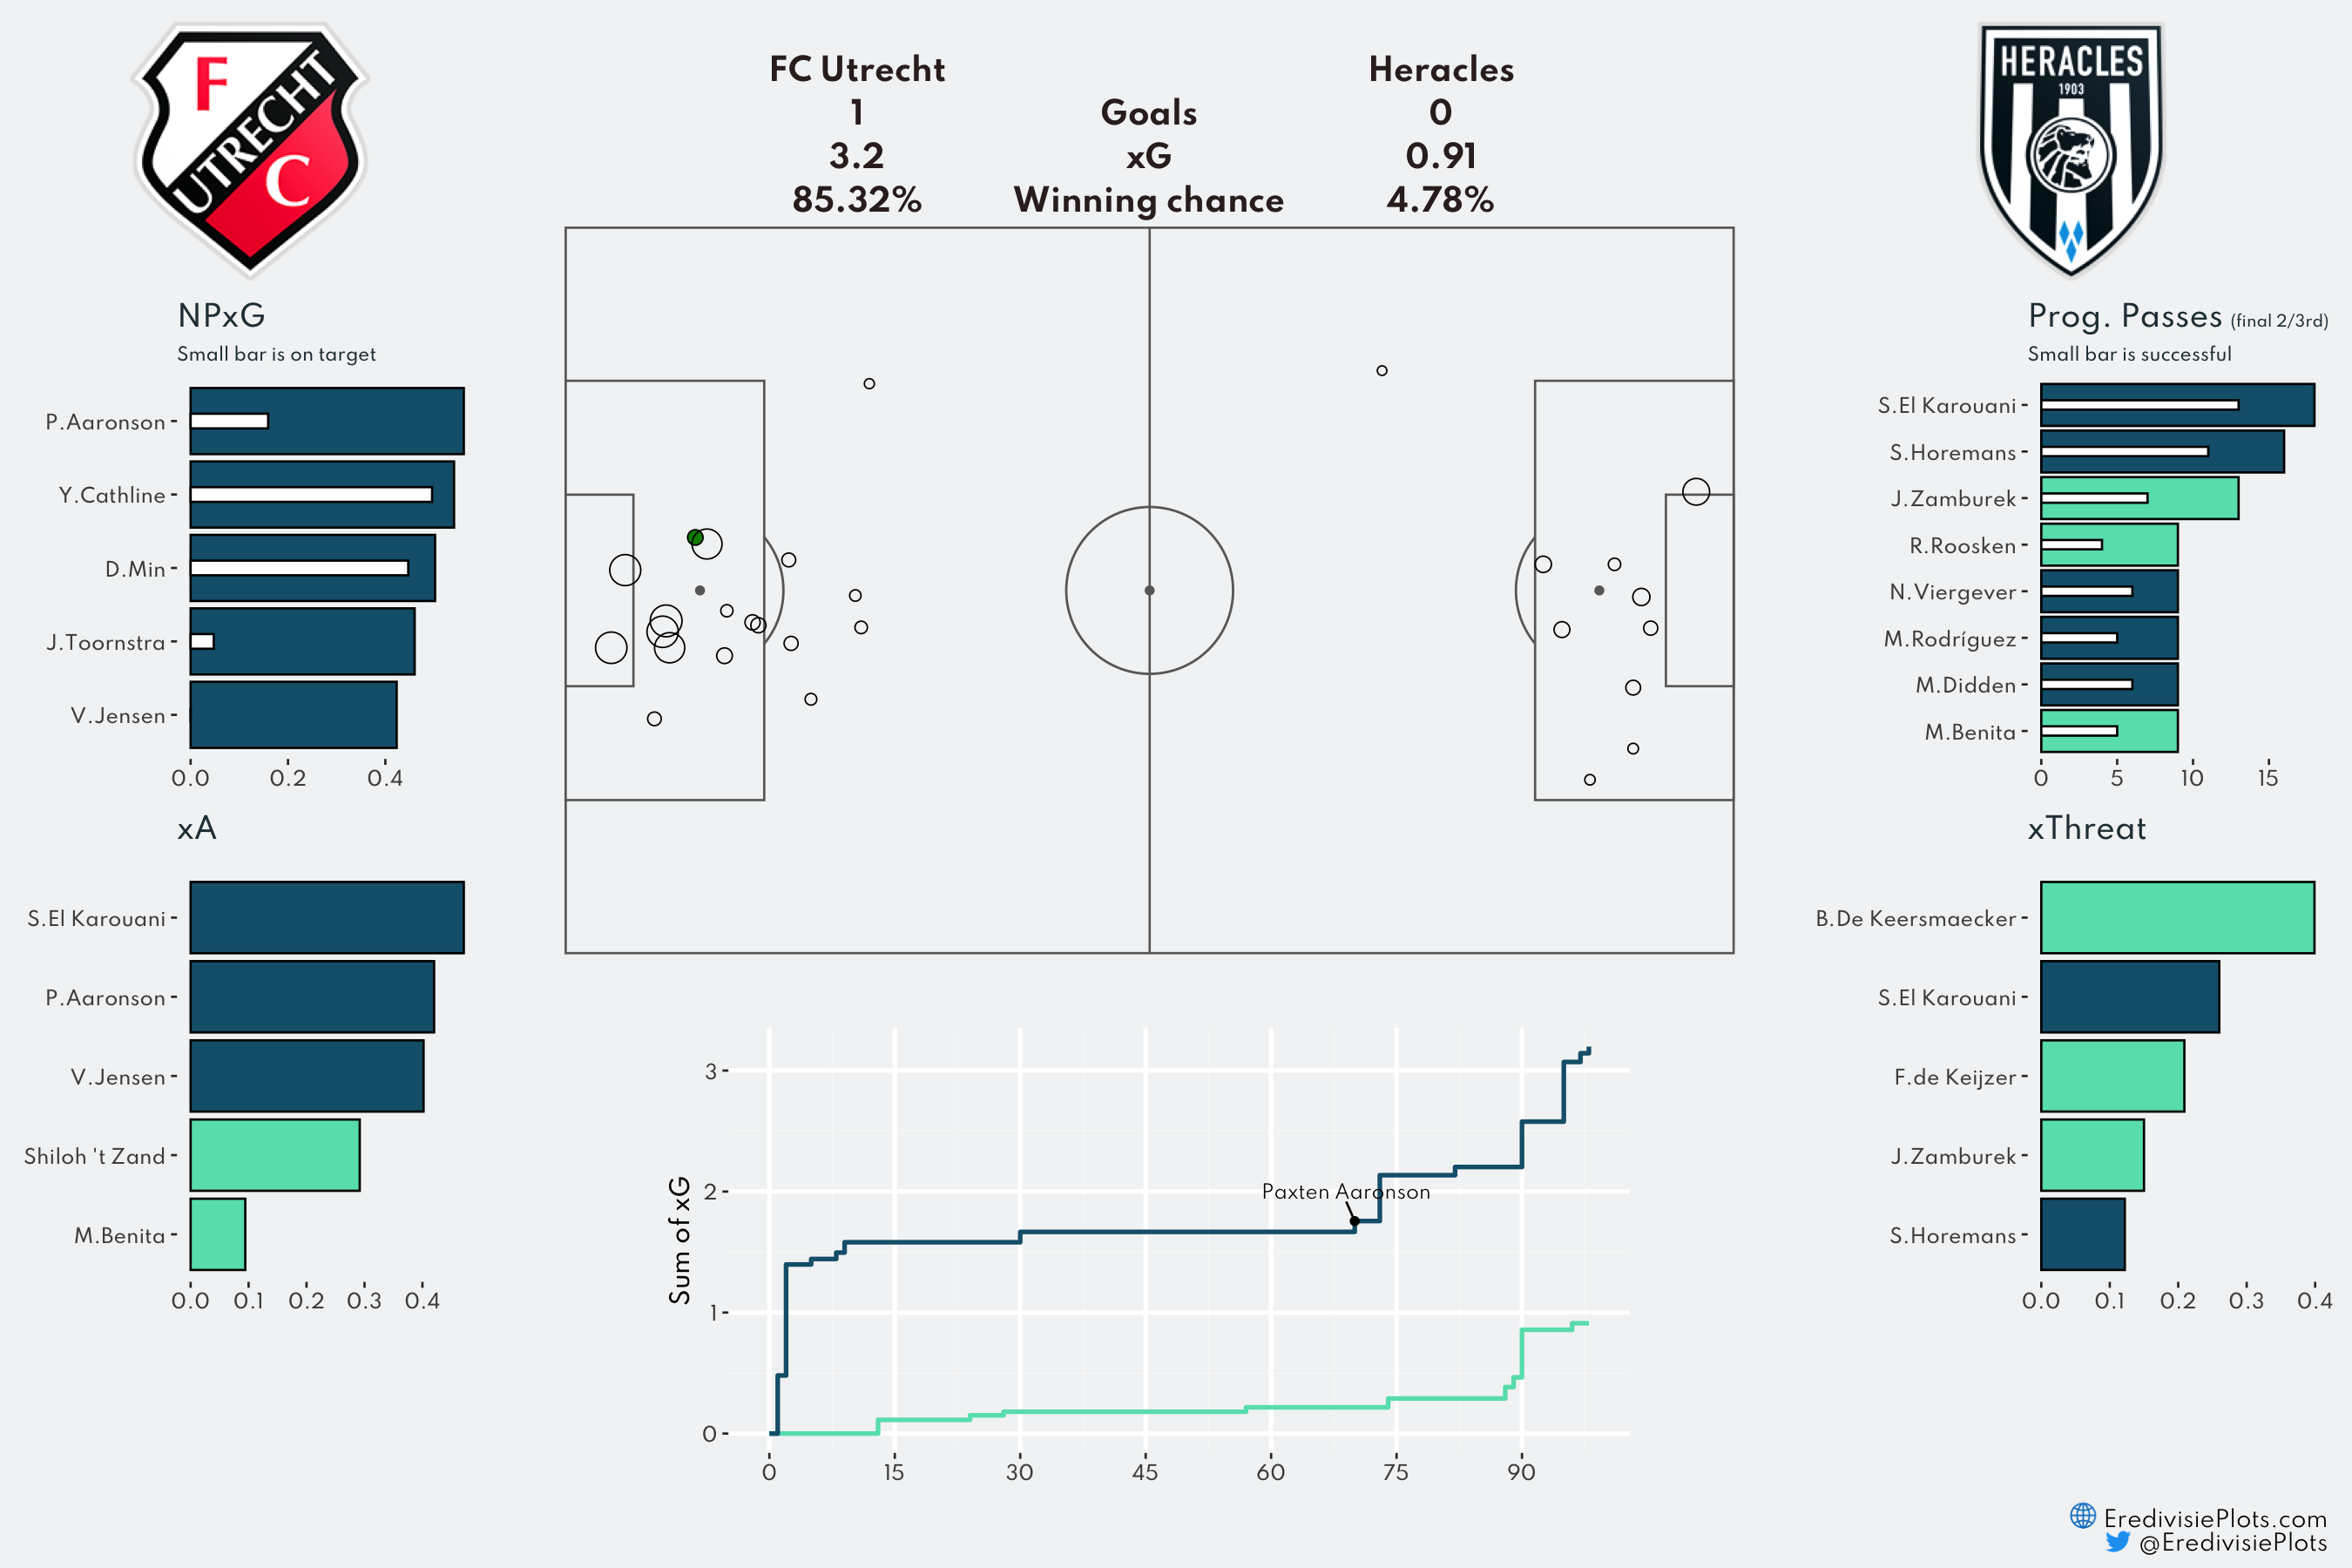 F
UTRECHT
C
HERACLES
1903
FC Utrecht Heracles
1 Goals 0
3.2 xG 0.91
85.32% Winning chance 4.78%
NPxG
Small bar is on target
P.Aaronson
Y.Cathline
D.Min
J.Toornstra
V.Jensen
0.0 0.2 0.4
xA
S.El Karouani
P.Aaronson
V.Jensen
Shiloh 't Zand
M.Benita
0.0 0.1 0.2 0.3 0.4
Sum of xG
3
2
1
0
Paxten Aaronson
0 15 30 45 60 75 90
Prog. Passes (final 2/3rd)
Small bar is successful
S.El Karouani
S.Horemans
J.Zamburek
R.Roosken
N.Viergever
M.Rodríguez
M.Didden
M.Benita
0 5 10 15
xThreat
B.De Keersmaecker
S.El Karouani
F.de Keijzer
J.Zamburek
S.Horemans
0.0 0.1 0.2 0.3 0.4
EredivisiePlots.com
@EredivisiePlots